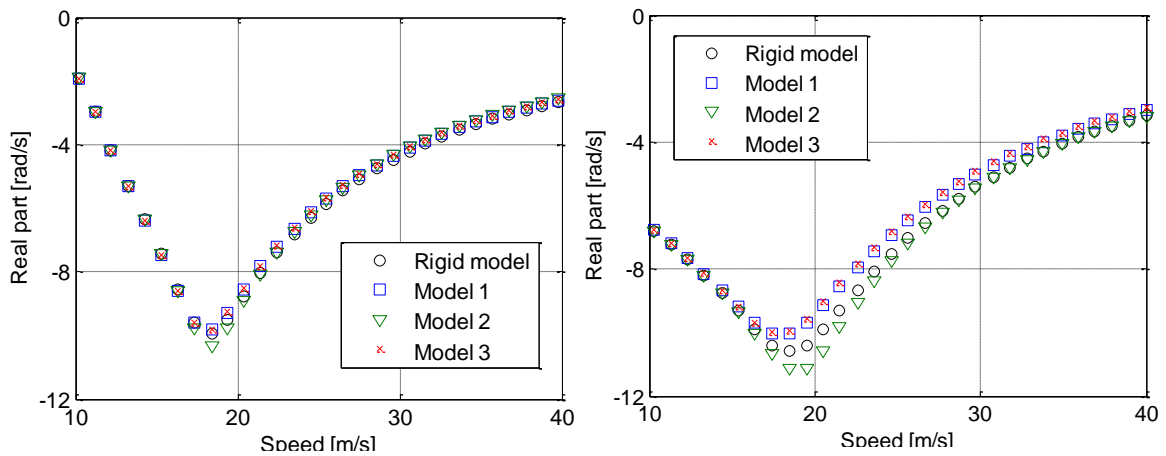 0
-4
-8
-12
Real part [rad/s]
10
20
30
40
Speed [m/s]
Rigid model
Model 1
Model 2
Model 3
0
-4
-8
-12
Real part [rad/s]
10
20
30
40
Speed [m/s]
Rigid model
Model 1
Model 2
Model 3